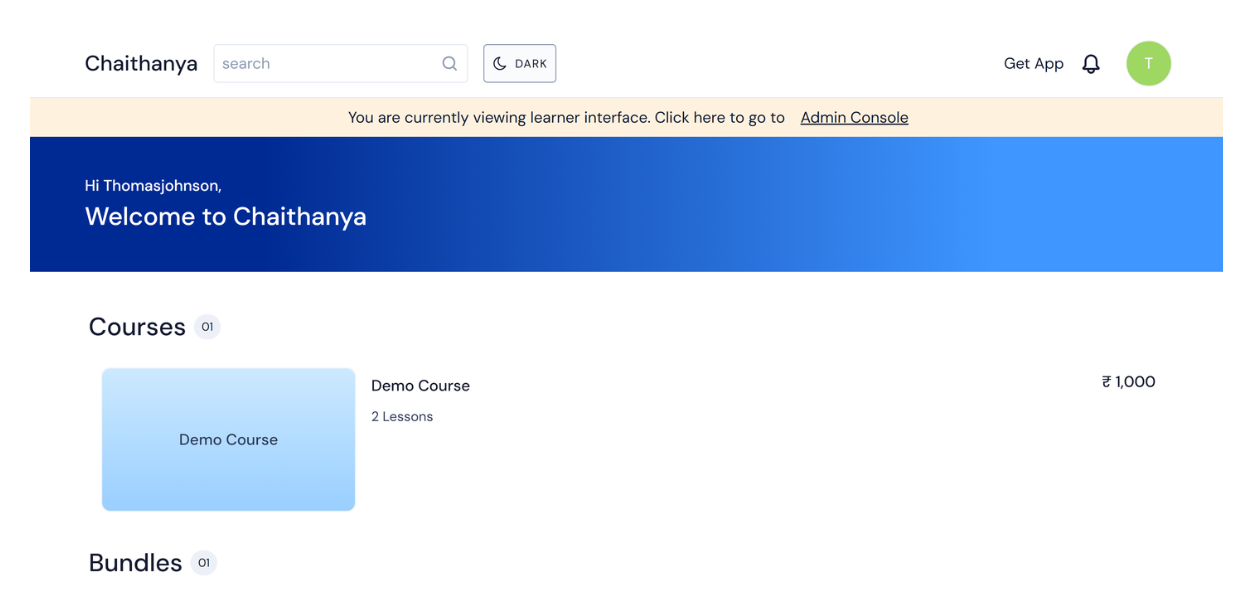 Chaithanya search DARK Get App T
You are currently viewing learner interface. Click here to go to Admin Console
Hi Thomasjohnson,
Welcome to Chaithanya
Courses 01
Demo Course ₹ 1,000
2 Lessons
Demo Course
Bundles 01